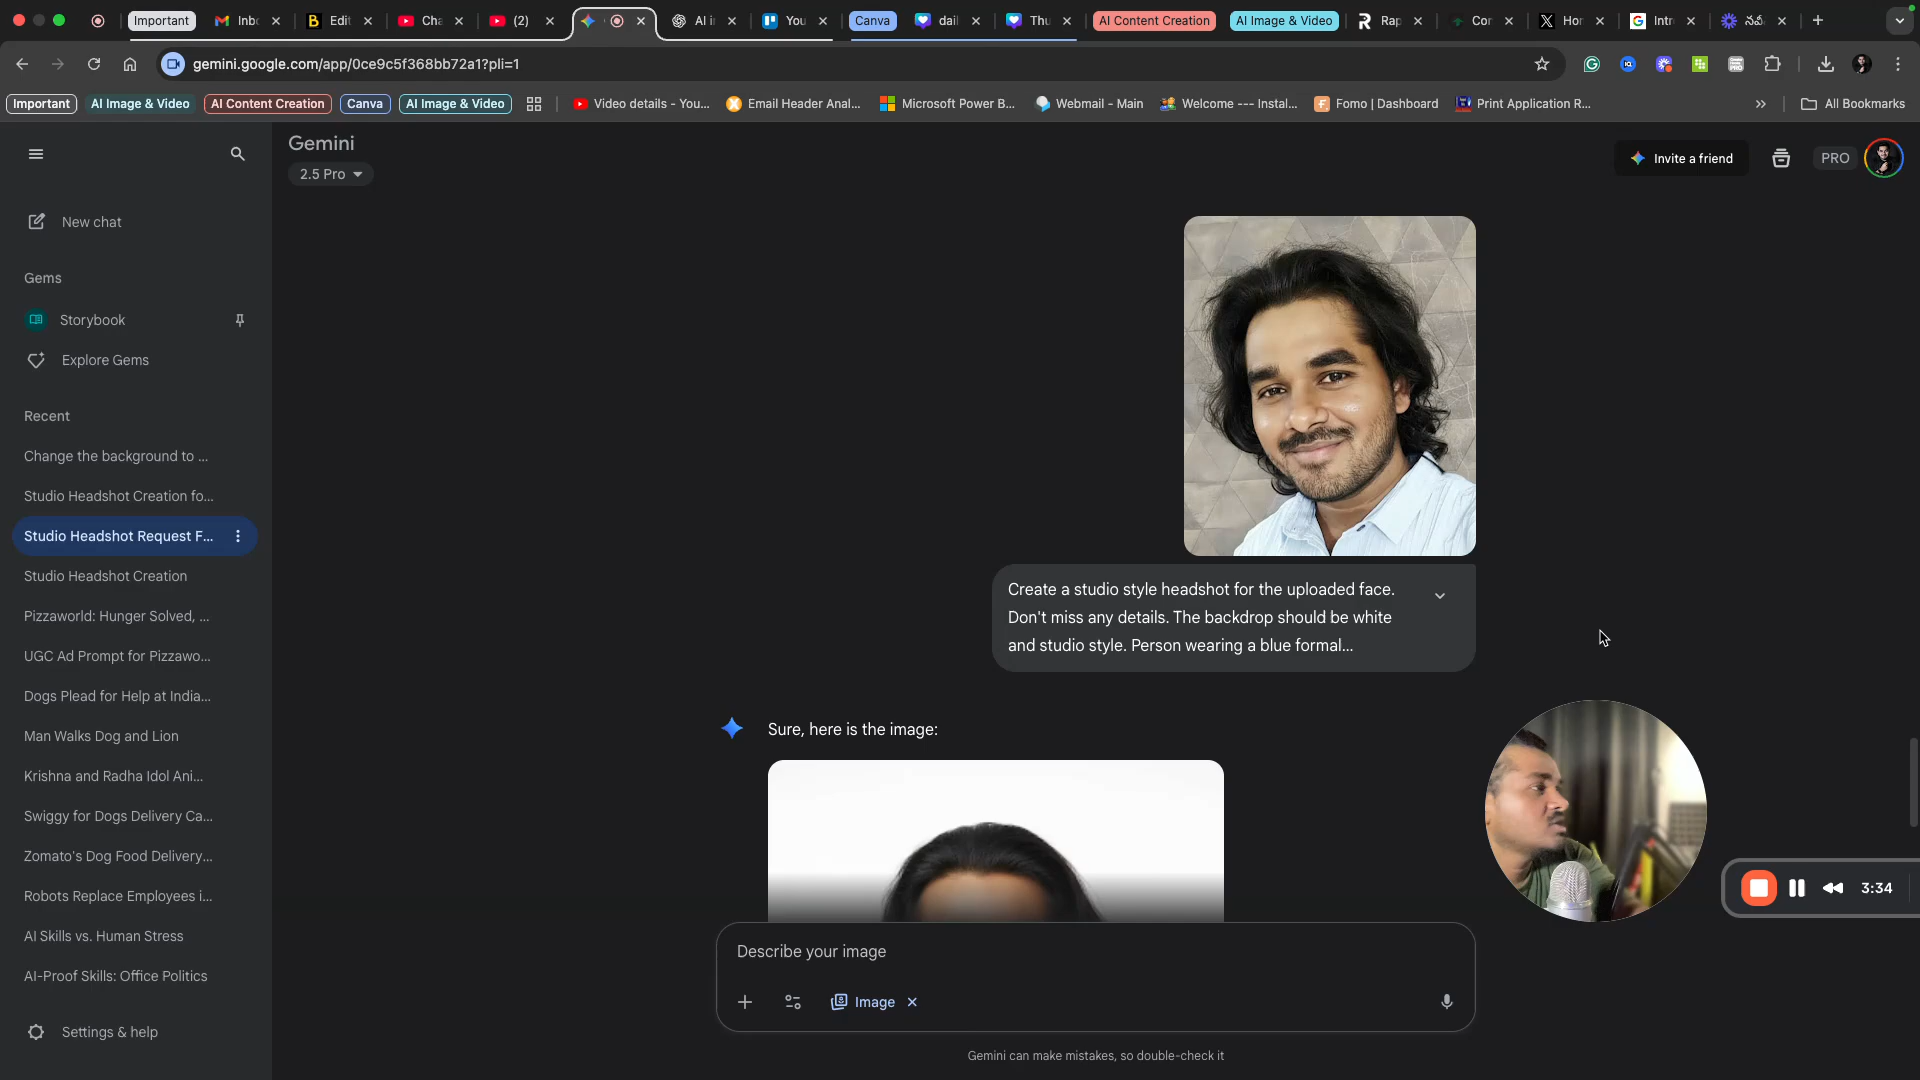 Important
Inb
Edit
Cha
(2)
AI i
You
Canva
dail
Thu
AI Content Creation
AI Image & Video
Rap
Cor
Hor
Intr
నవీ
gemini.google.com/app/0ce9c5f368bb72a1?pli=1
Important
AI Image & Video
AI Content Creation
Canva
AI Image & Video
Video details - You...
Email Header Anal...
Microsoft Power B...
Webmail - Main
Welcome --- Instal...
Fomo | Dashboard
Print Application R...
All Bookmarks
Gemini
2.5 Pro
Invite a friend
PRO
New chat
Gems
Storybook
Explore Gems
Recent
Change the background to ...
Studio Headshot Creation fo...
Studio Headshot Request F...
Studio Headshot Creation
Pizzaworld: Hunger Solved, ...
UGC Ad Prompt for Pizzawo...
Dogs Plead for Help at India...
Man Walks Dog and Lion
Krishna and Radha Idol Ani...
Swiggy for Dogs Delivery Ca...
Zomato's Dog Food Delivery...
Robots Replace Employees i...
AI Skills vs. Human Stress
AI-Proof Skills: Office Politics
Settings & help
Create a studio style headshot for the uploaded face.
Don't miss any details. The backdrop should be white
and studio style. Person wearing a blue formal...
Sure, here is the image:
3:34
Describe your image
Image
Gemini can make mistakes, so double-check it